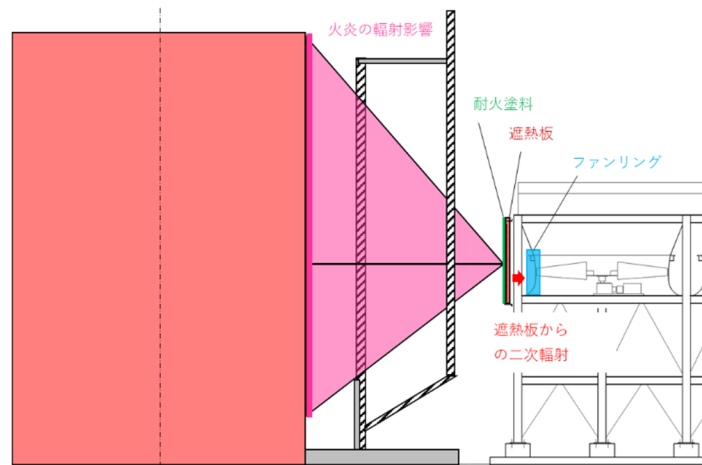 火炎の輻射影響
耐火塗料
遮熱板
ファンリング
遮熱板から
の二次輻射